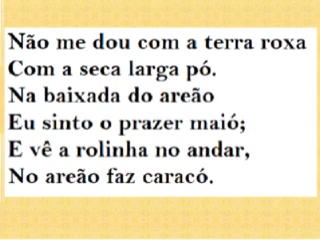 Não me dou com a terra roxa
Com a seca larga pó.
Na baixada do areão
Eu sinto o prazer maió;
E vê a rolinha no andar,
No areão faz caracó.